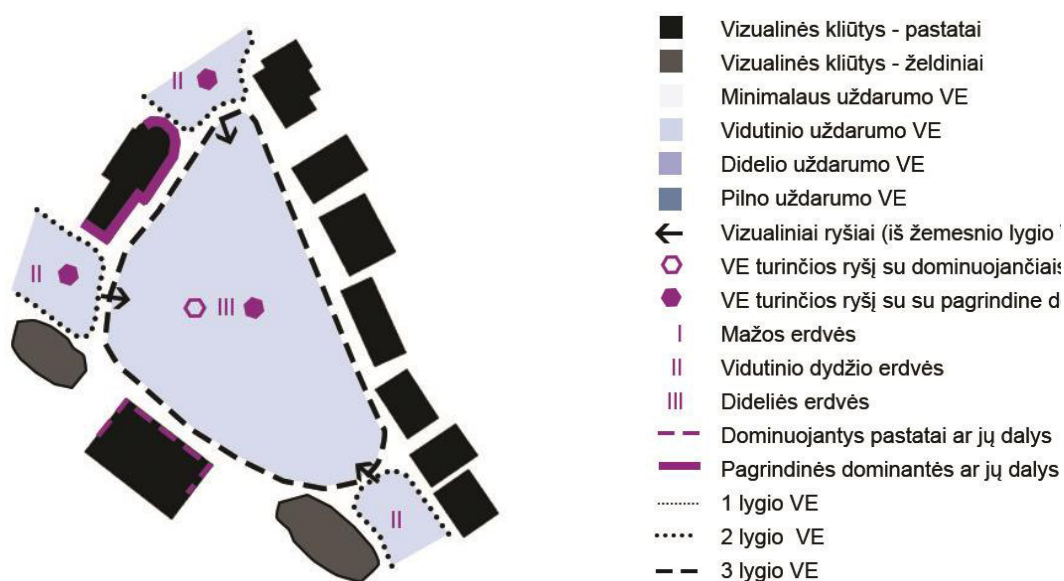 II
II
III
II
Vizualinės kliūtys - pastatai
Vizualinės kliūtys - želdiniai
Minimalaus uždarumo VE
Vidutinio uždarumo VE
Didelio uždarumo VE
Pilno uždarumo VE
Vizualiniai ryšiai (iš žemesnio lygio
VE turinčios ryšį su dominuojančiais
VE turinčios ryšį su su pagrindine d
I Mažos erdvės
II Vidutinio dydžio erdvės
III Dideliės erdvės
Dominuojantys pastatai ar jų dalys
Pagrindinės dominantės ar jų dalys
1 lygio VE
2 lygio VE
3 lygio VE